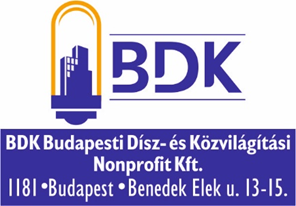 BDK
BDK Budapesti Dísz- és Közvilágítási
Nonprofit Kft.
1181•Budapest•Benedek Elek u. 13-15.